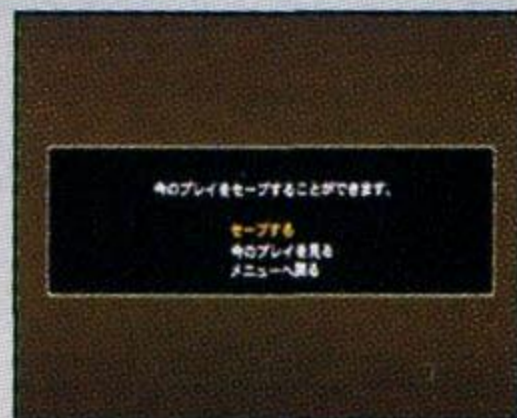 今のプレイをセーブすることができます。
セーブする
今のプレイを見る
メニューへ戻る